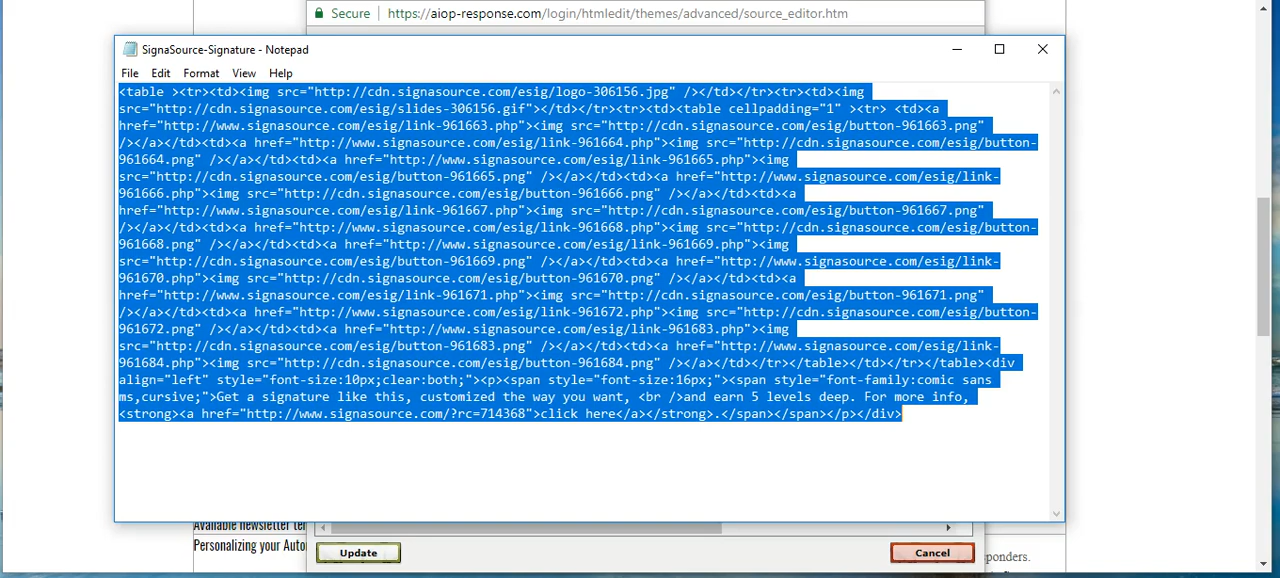 Secure https://aiop-response.com/login/htmledit/themes/advanced/source_editor.htm
SignaSource-Signature - Notepad
File Edit Format View Help
<table ><tr><td><img src="http://cdn.signasource.com/esig/logo-306156.jpg" /></td></tr><tr><td><img
src="http://cdn.signasource.com/esig/slides-306156.gif"></td></tr><tr><td><table cellpadding="1" ><tr> <td><a
href="http://www.signasource.com/esig/link-961663.php"><img src="http://cdn.signasource.com/esig/button-961663.png"
/></a></td><td><a href="http://www.signasource.com/esig/link-961664.php"><img src="http://cdn.signasource.com/esig/button-
961664.png" /></a></td><td><a href="http://www.signasource.com/esig/link-961665.php"><img
src="http://cdn.signasource.com/esig/button-961665.png" /></a></td><td><a href="http://www.signasource.com/esig/link-
961666.php"><img src="http://cdn.signasource.com/esig/button-961666.png" /></a></td><td><a
href="http://www.signasource.com/esig/link-961667.php"><img src="http://cdn.signasource.com/esig/button-961667.png"
/></a></td><td><a href="http://www.signasource.com/esig/link-961668.php"><img src="http://cdn.signasource.com/esig/button-
961668.png" /></a></td><td><a href="http://www.signasource.com/esig/link-961669.php"><img
src="http://cdn.signasource.com/esig/button-961669.png" /></a></td><td><a href="http://www.signasource.com/esig/link-
961670.php"><img src="http://cdn.signasource.com/esig/button-961670.png" /></a></td><td><a
href="http://www.signasource.com/esig/link-961671.php"><img src="http://cdn.signasource.com/esig/button-961671.png"
/></a></td><td><a href="http://www.signasource.com/esig/link-961672.php"><img src="http://cdn.signasource.com/esig/button-
961672.png" /></a></td><td><a href="http://www.signasource.com/esig/link-961683.php"><img
src="http://cdn.signasource.com/esig/button-961683.png" /></a></td><td><a href="http://www.signasource.com/esig/link-
961684.php"><img src="http://cdn.signasource.com/esig/button-961684.png" /></a></td></tr></table></td></tr></table><div
align="left" style="font-size:10px;clear:both;"><p><span style="font-size:16px;"><span style="font-family:comic sans
ms,cursive;">Get a signature like this, customized the way you want, <br />and earn 5 levels deep. For more info,
<strong><a href="http://www.signasource.com/?rc=714368">click here</a></strong>.</span></span></p></div>
Available newsletter
Personalizing your
Update
Cancel